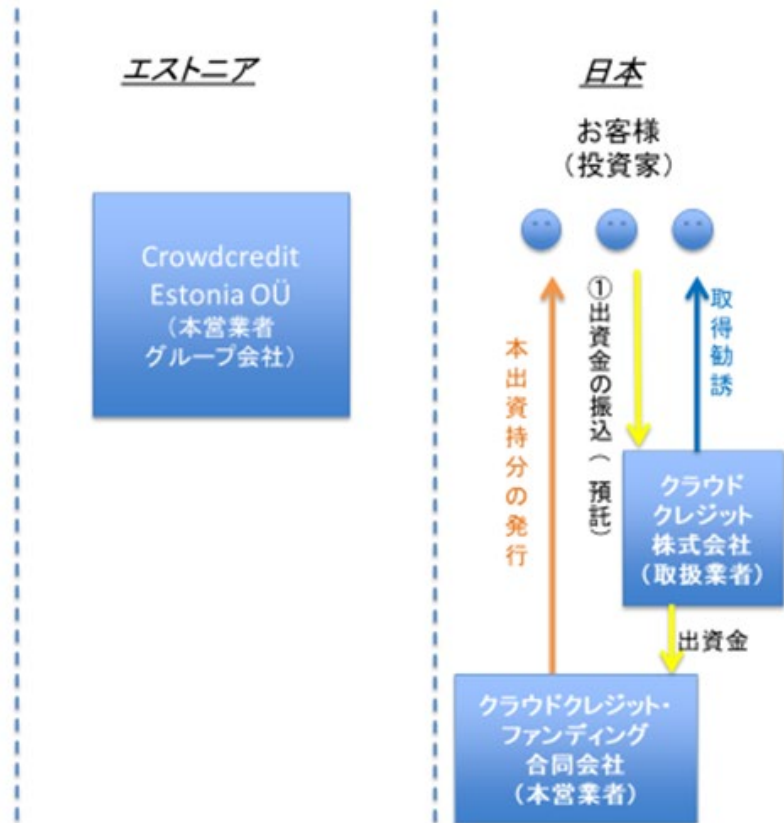 エストニア
Crowdcredit
Estonia OÜ
(本営業者
グループ会社)
日本
お客様
(投資家)
本出資持分の発行
①出資金の振込(預託)
取得勧誘
クラウド
クレジット
株式会社
(取扱業者)
出資金
クラウドクレジット・
ファンディング
合同会社
(本営業者)